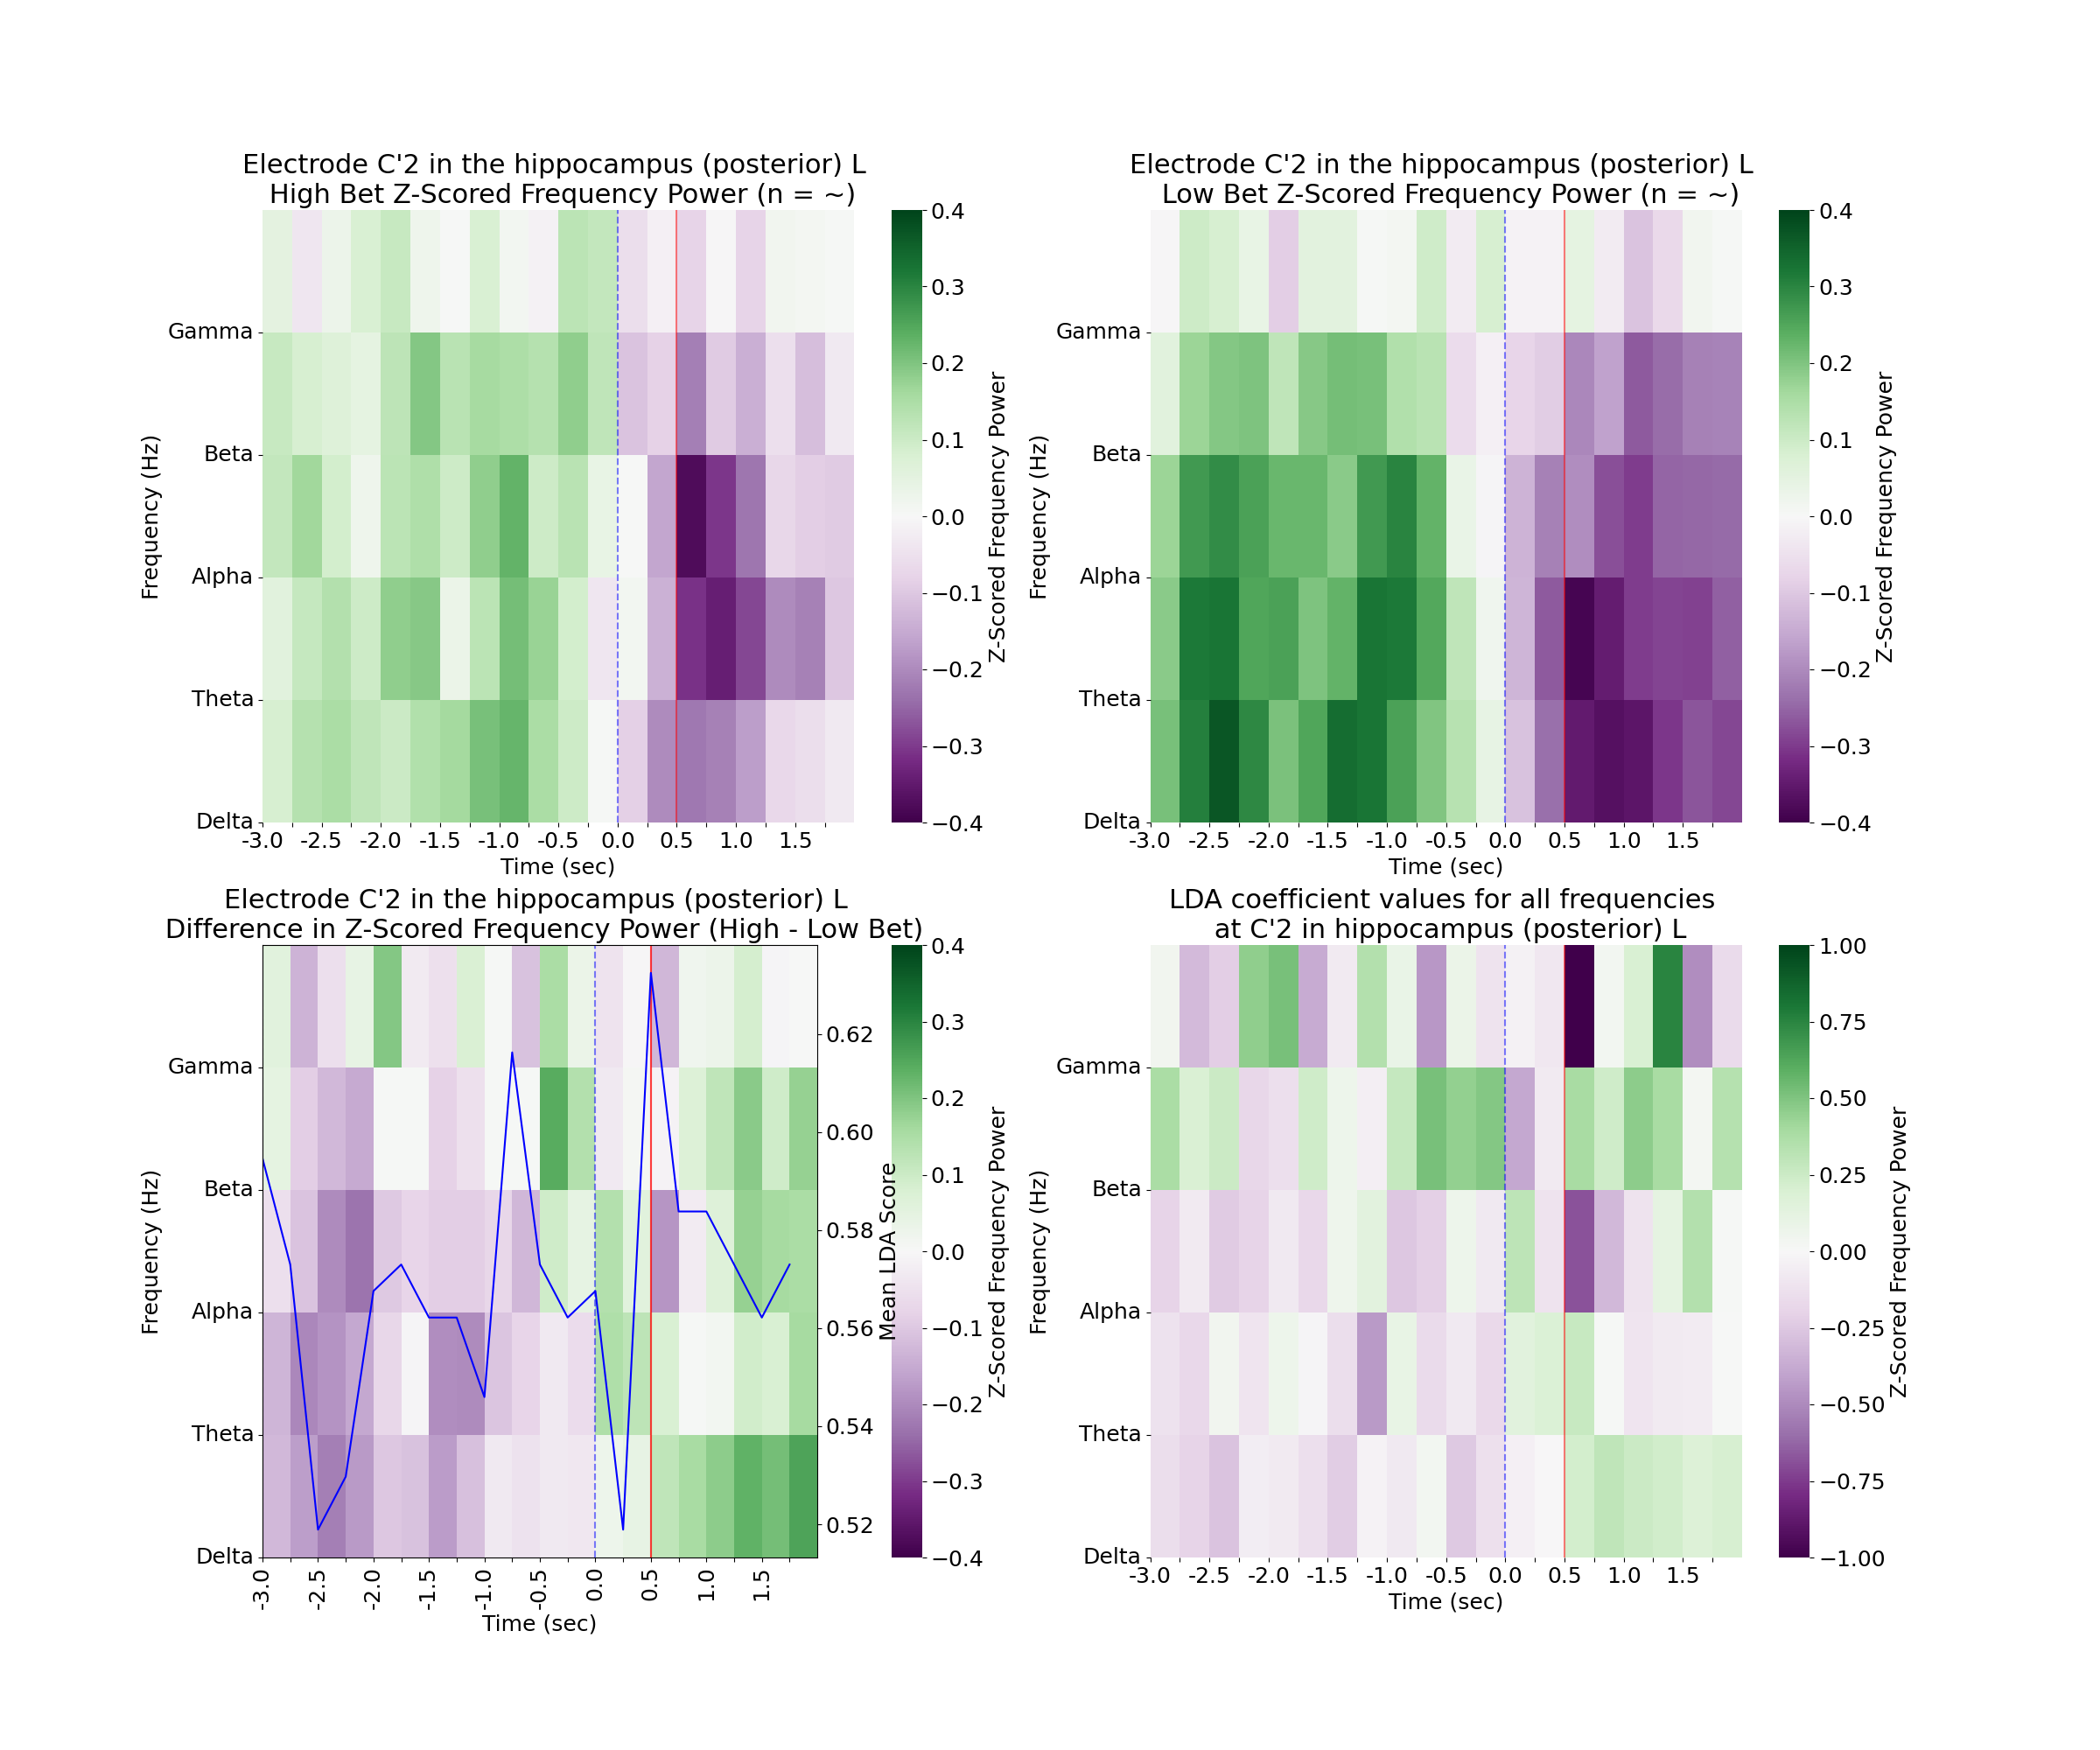 Electrode C'2 in the hippocampus (posterior) L
High Bet Z-Scored Frequency Power (n = ~)
Frequency (Hz)
Gamma
Beta
Alpha
Theta
Delta
-3.0 -2.5 -2.0 -1.5 -1.0 -0.5 0.0 0.5 1.0 1.5
Time (sec)
0.4
0.3
0.2
0.1
0.0
−0.1
−0.2
−0.3
−0.4
Z-Scored Frequency Power
Electrode C'2 in the hippocampus (posterior) L
Low Bet Z-Scored Frequency Power (n = ~)
Frequency (Hz)
Gamma
Beta
Alpha
Theta
Delta
-3.0 -2.5 -2.0 -1.5 -1.0 -0.5 0.0 0.5 1.0 1.5
Time (sec)
0.4
0.3
0.2
0.1
0.0
−0.1
−0.2
−0.3
−0.4
Z-Scored Frequency Power
Electrode C'2 in the hippocampus (posterior) L
Difference in Z-Scored Frequency Power (High - Low Bet)
Frequency (Hz)
Gamma
Beta
Alpha
Theta
Delta
-3.0 -2.5 -2.0 -1.5 -1.0 -0.5 0.0 0.5 1.0 1.5
Time (sec)
0.62
0.60
0.58
0.56
0.54
0.52
Mean LDA Score
0.4
0.3
0.2
0.1
0.0
−0.1
−0.2
−0.3
−0.4
Z-Scored Frequency Power
LDA coefficient values for all frequencies
at C'2 in hippocampus (posterior) L
Frequency (Hz)
Gamma
Beta
Alpha
Theta
Delta
-3.0 -2.5 -2.0 -1.5 -1.0 -0.5 0.0 0.5 1.0 1.5
Time (sec)
1.00
0.75
0.50
0.25
0.00
−0.25
−0.50
−0.75
−1.00
Z-Scored Frequency Power